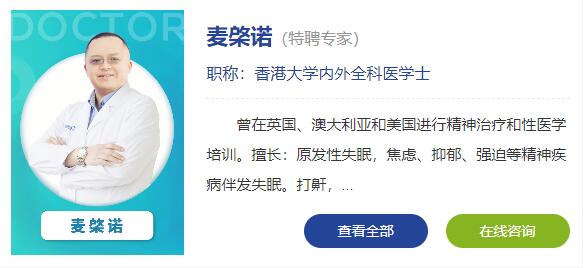 DOCTOR
麦棨诺（特聘专家）
职称：香港大学内外全科医学士
曾在英国、澳大利亚和美国进行精神治疗和性医学
培训。擅长：原发性失眠，焦虑、抑郁、强迫等精神疾
病伴发失眠。打鼾，...
麦棨诺
查看全部
在线咨询